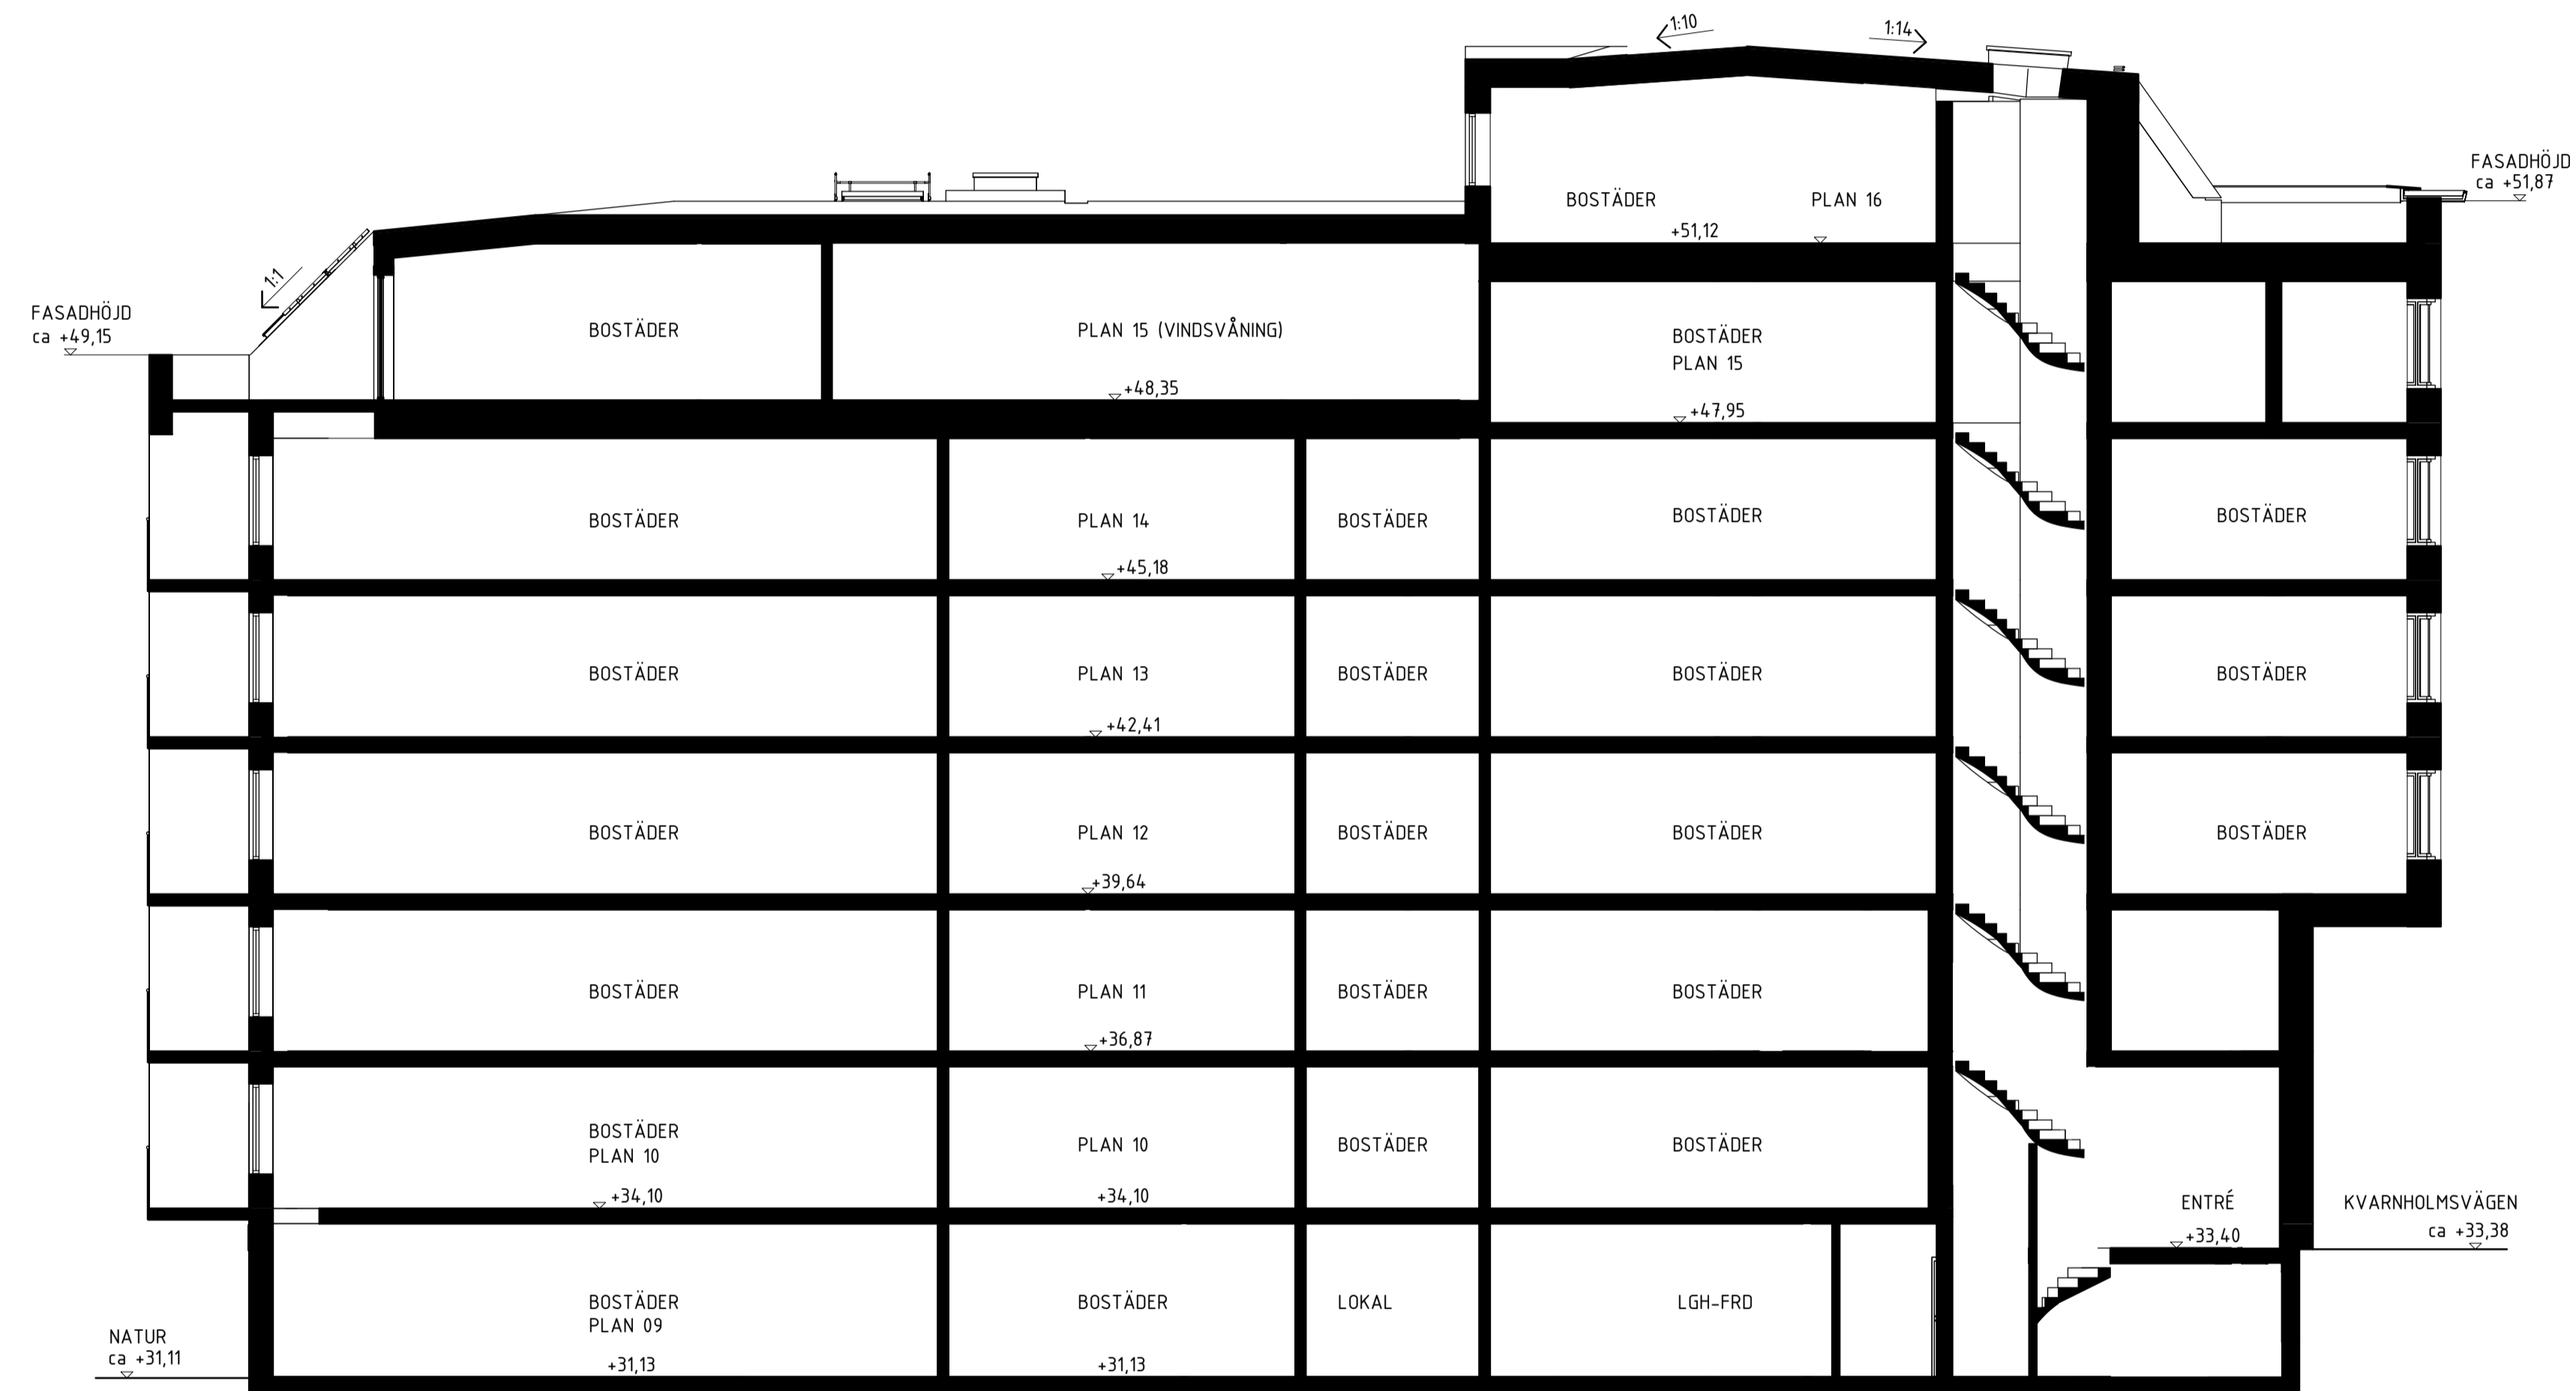 1:10
1:14
FASADHÖJD
ca +51,87
BOSTÄDER
PLAN 16
+51,12
1:1
FASADHÖJD
ca +49,15
BOSTÄDER
PLAN 15 (VINDSVÅNING)
+48,35
BOSTÄDER
PLAN 15
+47,95
BOSTÄDER
PLAN 14
BOSTÄDER
BOSTÄDER
BOSTÄDER
+45,18
BOSTÄDER
PLAN 13
BOSTÄDER
BOSTÄDER
BOSTÄDER
+42,41
BOSTÄDER
PLAN 12
BOSTÄDER
BOSTÄDER
BOSTÄDER
+39,64
BOSTÄDER
PLAN 11
BOSTÄDER
BOSTÄDER
+36,87
BOSTÄDER
PLAN 10
+34,10
PLAN 10
+34,10
BOSTÄDER
BOSTÄDER
ENTRÉ
+33,40
KVARNHOLMSVÄGEN
ca +33,38
BOSTÄDER
PLAN 09
+31,13
BOSTÄDER
+31,13
LOKAL
LGH-FRD
NATUR
ca +31,11